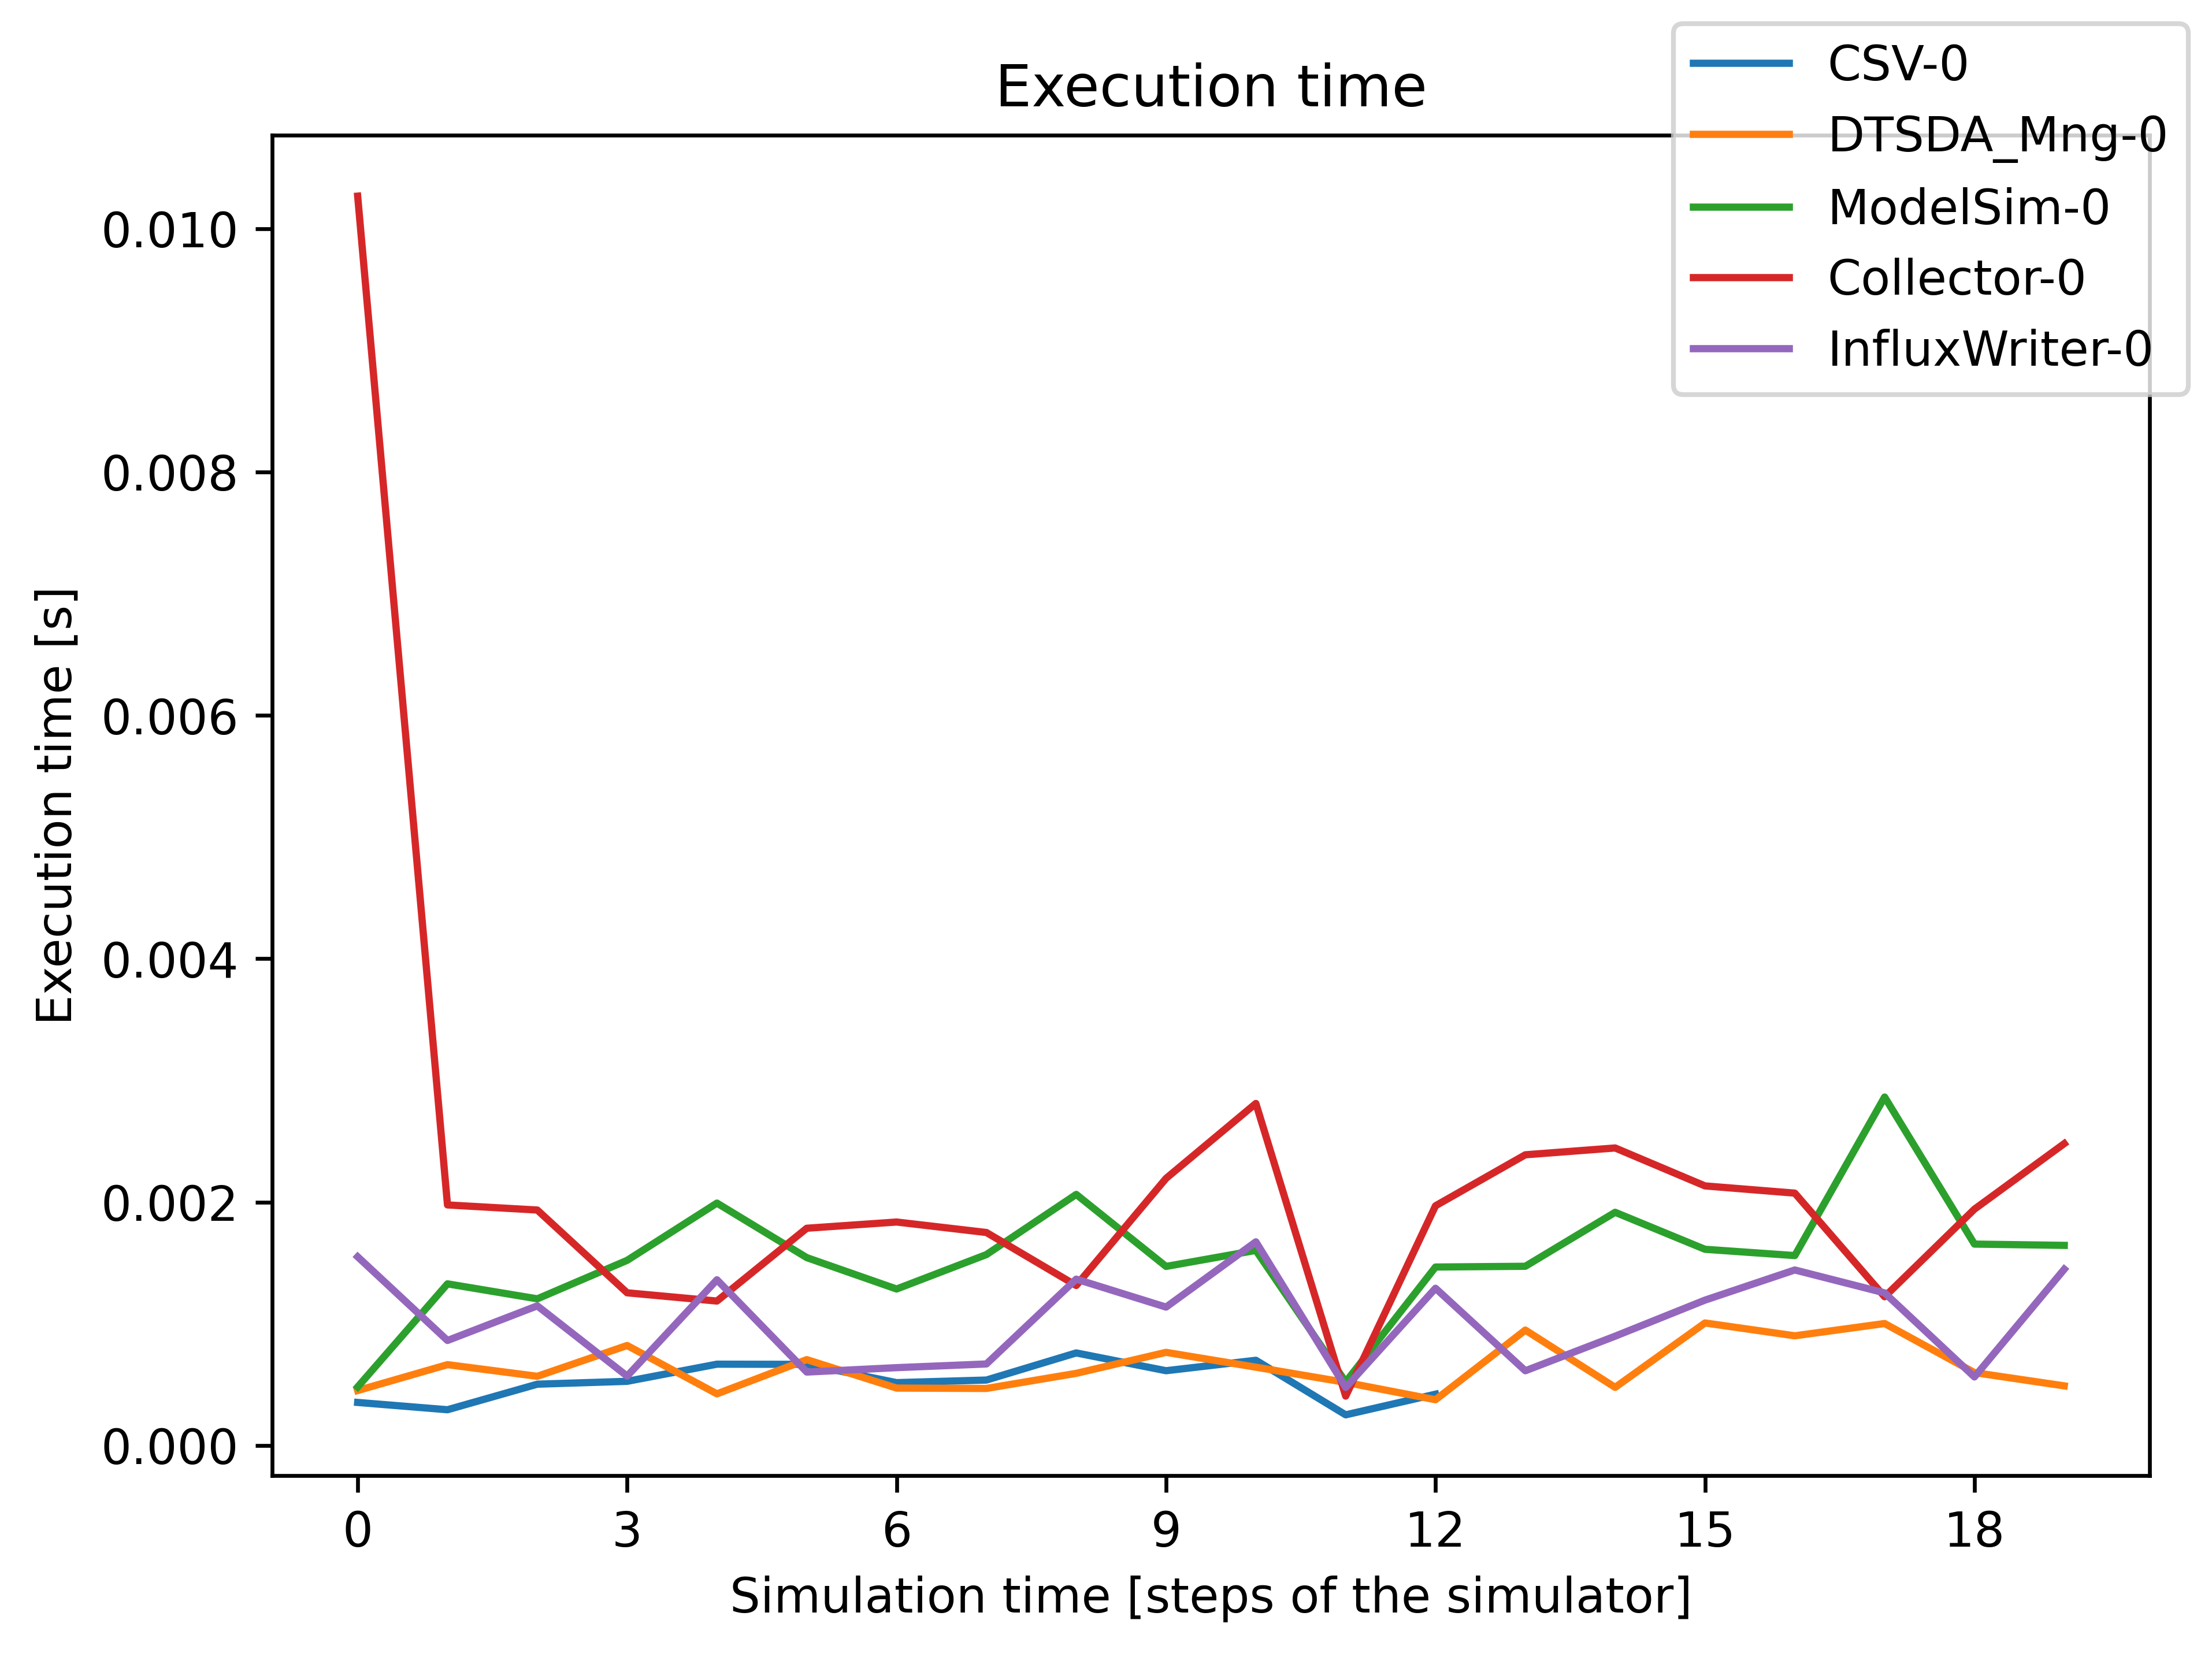 Execution time
CSV-0
DTSDA_Mng-0
ModelSim-0
Collector-0
InfluxWriter-0
Execution time [s]
0.010
0.008
0.006
0.004
0.002
0.000
0 3 6 9 12 15 18
Simulation time [steps of the simulator]